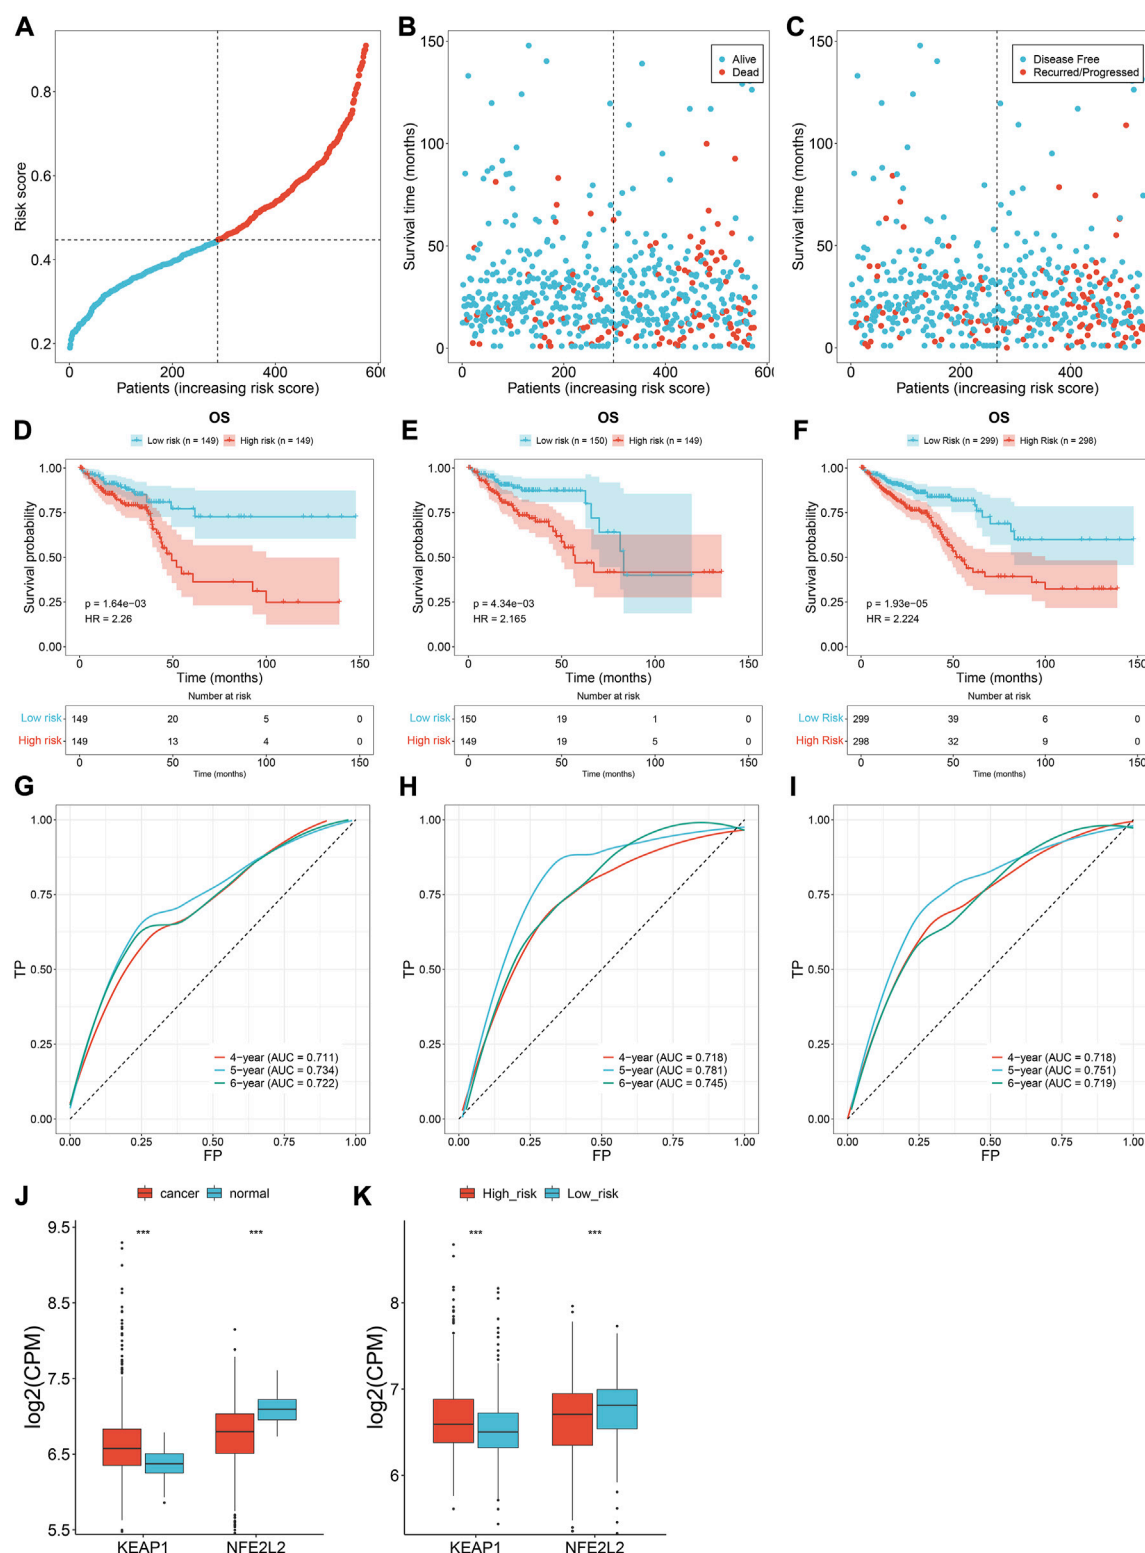 A
Risk score
0.8
0.6
0.4
0.2
0
200
400
600
Patients (increasing risk score)
B
Survival time (months)
150
100
50
0
Alive
Dead
0
200
400
600
Patients (increasing risk score)
C
Survival time (months)
150
100
50
0
Disease Free
Recurred/Progressed
0
200
400
Patients (increasing risk score)
D
OS
Low risk (n = 149) High risk (n = 149)
Survival probability
1.00
0.75
0.50
0.25
0.00
p = 1.64e−03
HR = 2.26
0 50 100 150
Time (months)
Number at risk
Low risk 149 20 5 0
High risk 149 13 4 0
0 50 100 150
Time (months)
E
OS
Low risk (n = 150) High risk (n = 149)
Survival probability
1.00
0.75
0.50
0.25
0.00
p = 4.34e−03
HR = 2.165
0 50 100 150
Time (months)
Number at risk
Low risk 150 19 1 0
High risk 149 19 5 0
0 50 100 150
Time (months)
F
OS
Low Risk (n = 299) High Risk (n = 298)
Survival probability
1.00
0.75
0.50
0.25
0.00
p = 1.93e−05
HR = 2.224
0 50 100 150
Time (months)
Number at risk
Low Risk 299 39 6 0
High Risk 298 32 9 0
0 50 100 150
Time (months)
G
TP
1.00
0.75
0.50
0.25
0.00
4−year (AUC = 0.711)
5−year (AUC = 0.734)
6−year (AUC = 0.722)
0.00 0.25 0.50 0.75 1.00
FP
H
TP
1.00
0.75
0.50
0.25
0.00
4−year (AUC = 0.718)
5−year (AUC = 0.781)
6−year (AUC = 0.745)
0.00 0.25 0.50 0.75 1.00
FP
I
TP
1.00
0.75
0.50
0.25
0.00
4−year (AUC = 0.718)
5−year (AUC = 0.751)
6−year (AUC = 0.719)
0.00 0.25 0.50 0.75 1.00
FP
J
cancer normal
log2(CPM)
9.5
8.5
7.5
6.5
5.5
*** ***
KEAP1 NFE2L2
K
High_risk Low_risk
log2(CPM)
8
7
6
*** ***
KEAP1 NFE2L2